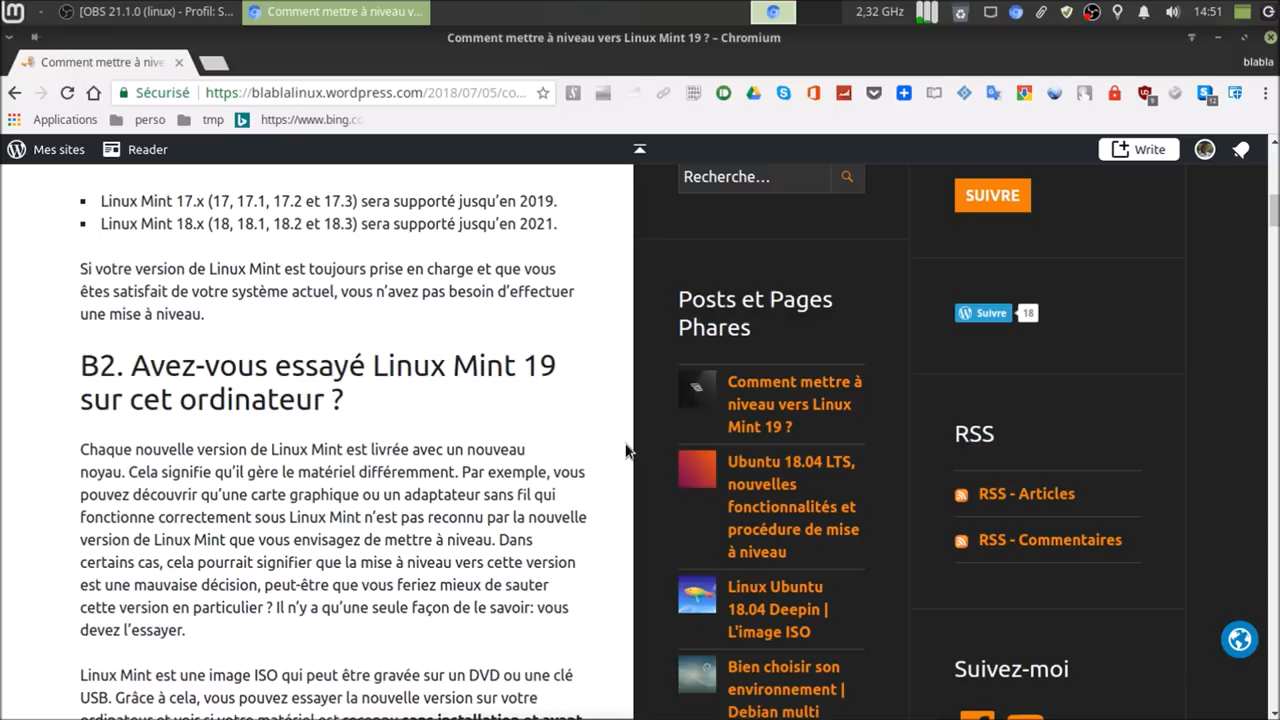 [OBS 21.1.0 (linux) - Profil: S...
Comment mettre à niveau v...
2,32 GHz
14:51
Comment mettre à niveau vers Linux Mint 19 ? – Chromium
Comment mettre à nive
blabla
Sécurisé
https://blablalinux.wordpress.com/2018/07/05/co...
Applications
perso
tmp
https://www.bing.co
Mes sites
Reader
Write
Linux Mint 17.x (17, 17.1, 17.2 et 17.3) sera supporté jusqu’en 2019.
Linux Mint 18.x (18, 18.1, 18.2 et 18.3) sera supporté jusqu’en 2021.
Si votre version de Linux Mint est toujours prise en charge et que vous
êtes satisfait de votre système actuel, vous n’avez pas besoin d’effectuer
une mise à niveau.
B2. Avez-vous essayé Linux Mint 19
sur cet ordinateur ?
Chaque nouvelle version de Linux Mint est livrée avec un nouveau
noyau. Cela signifie qu’il gère le matériel différemment. Par exemple, vous
pouvez découvrir qu’une carte graphique ou un adaptateur sans fil qui
fonctionne correctement sous Linux Mint n’est pas reconnu par la nouvelle
version de Linux Mint que vous envisagez de mettre à niveau. Dans
certains cas, cela pourrait signifier que la mise à niveau vers cette version
est une mauvaise décision, peut-être que vous feriez mieux de sauter
cette version en particulier ? Il n’y a qu’une seule façon de le savoir: vous
devez l’essayer.
Linux Mint est une image ISO qui peut être gravée sur un DVD ou une clé
USB. Grâce à cela, vous pouvez essayer la nouvelle version sur votre
ordinateur et voir si votre matériel est reconnu sans installation et avant
Recherche...
Posts et Pages
Phares
Comment mettre à
niveau vers Linux
Mint 19 ?
Ubuntu 18.04 LTS,
nouvelles
fonctionnalités et
procédure de mise
à niveau
Linux Ubuntu
18.04 Deepin |
L'image ISO
Bien choisir son
environnement |
Debian multi
SUIVRE
Suivre
18
RSS
RSS - Articles
RSS - Commentaires
Suivez-moi